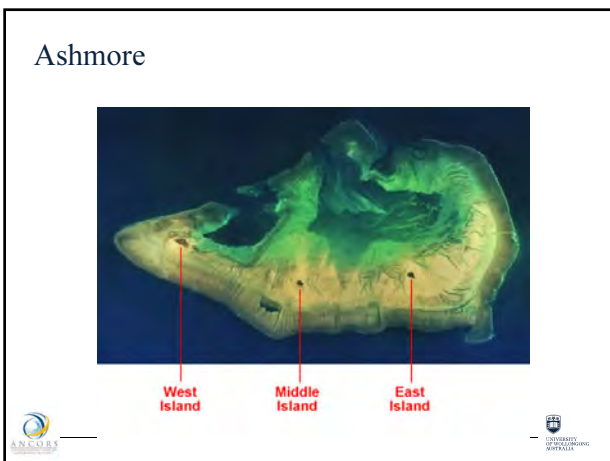 Ashmore
West
Island
Middle
Island
East
Island
ANCORS
UNIVERSITY
OF WOLLONGONG
AUSTRALIA